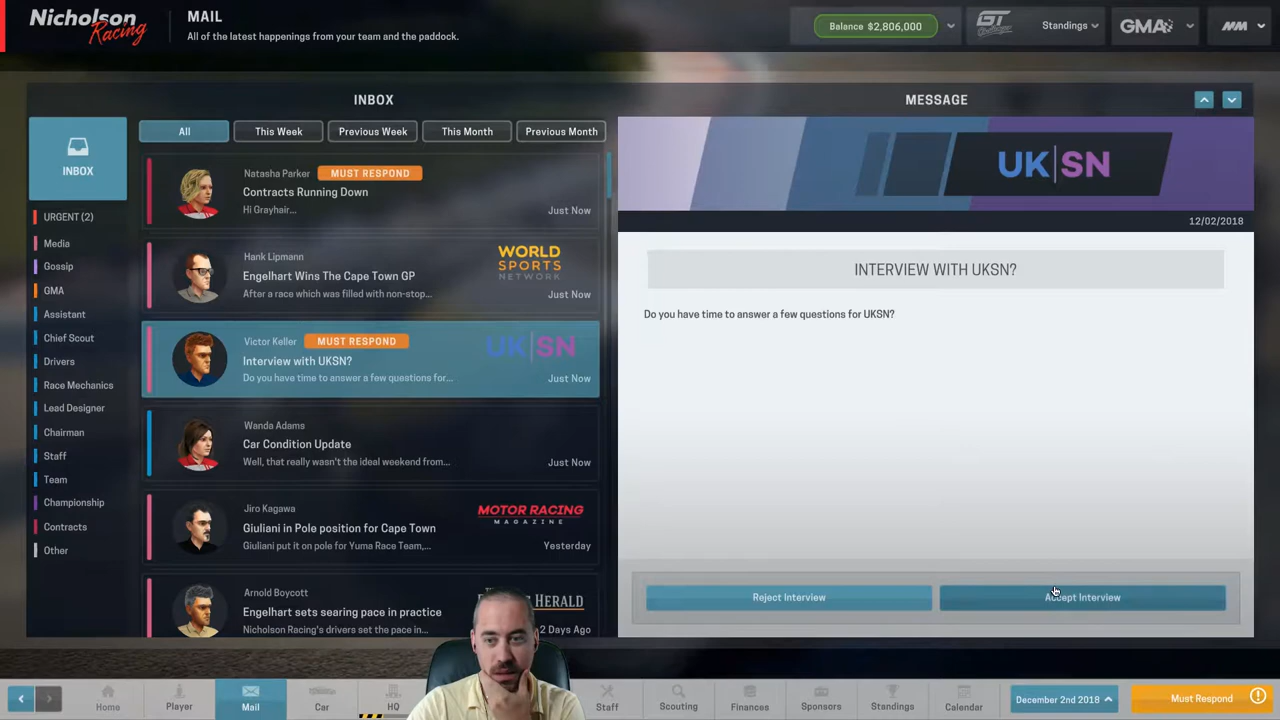 Nicholson
Racing
MAIL
All of the latest happenings from your team and the paddock.
Balance $2,806,000
GT
Challenger
Standings
GMA
INBOX
MESSAGE
INBOX
URGENT (2)
Media
Gossip
GMA
Assistant
Chief Scout
Drivers
Race Mechanics
Lead Designer
Chairman
Staff
Team
Championship
Contracts
Other
All
This Week
Previous Week
This Month
Previous Month
Natasha Parker
MUST RESPOND
Contracts Running Down
Hi Grayhair...
Just Now
Hank Lipmann
Engelhart Wins The Cape Town GP
After a race which was filled with non-stop...
WORLD
SPORTS
NETWORK
Just Now
Victor Keller
MUST RESPOND
Interview with UKSN?
Do you have time to answer a few questions for...
UK|SN
Just Now
Wanda Adams
Car Condition Update
Well, that really wasn't the ideal weekend from...
Just Now
Jiro Kagawa
Giuliani in Pole position for Cape Town
Giuliani put it on pole for Yuma Race Team,...
MOTOR RACING
MAGAZINE
Yesterday
Arnold Boycott
Engelhart sets searing pace in practice
Nicholson Racing's drivers set the pace in...
HERALD
2 Days Ago
UK|SN
12/02/2018
INTERVIEW WITH UKSN?
Do you have time to answer a few questions for UKSN?
Reject Interview
Accept Interview
Home
Player
Mail
Car
HQ
Staff
Scouting
Finances
Sponsors
Standings
Calendar
December 2nd 2018
Must Respond